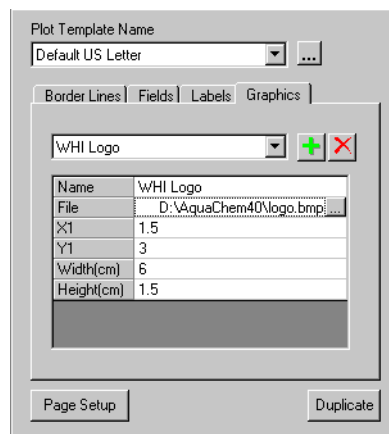 Plot Template Name
Default US Letter ...
Border Lines Fields Labels Graphics
WHI Logo
Name WHI Logo
File D:\AquaChem40\logo.bmp ...
X1 1.5
Y1 3
Width(cm) 6
Height(cm) 1.5
Page Setup Duplicate